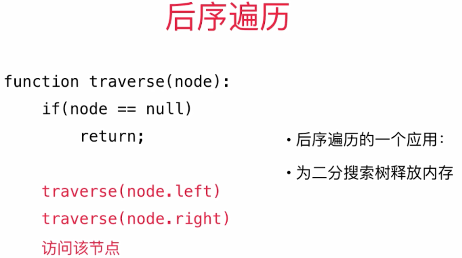 后序遍历
function traverse(node):
if(node == null)
return;
traverse(node.left)
traverse(node.right)
访问该节点
• 后序遍历的一个应用：
• 为二分搜索树释放内存